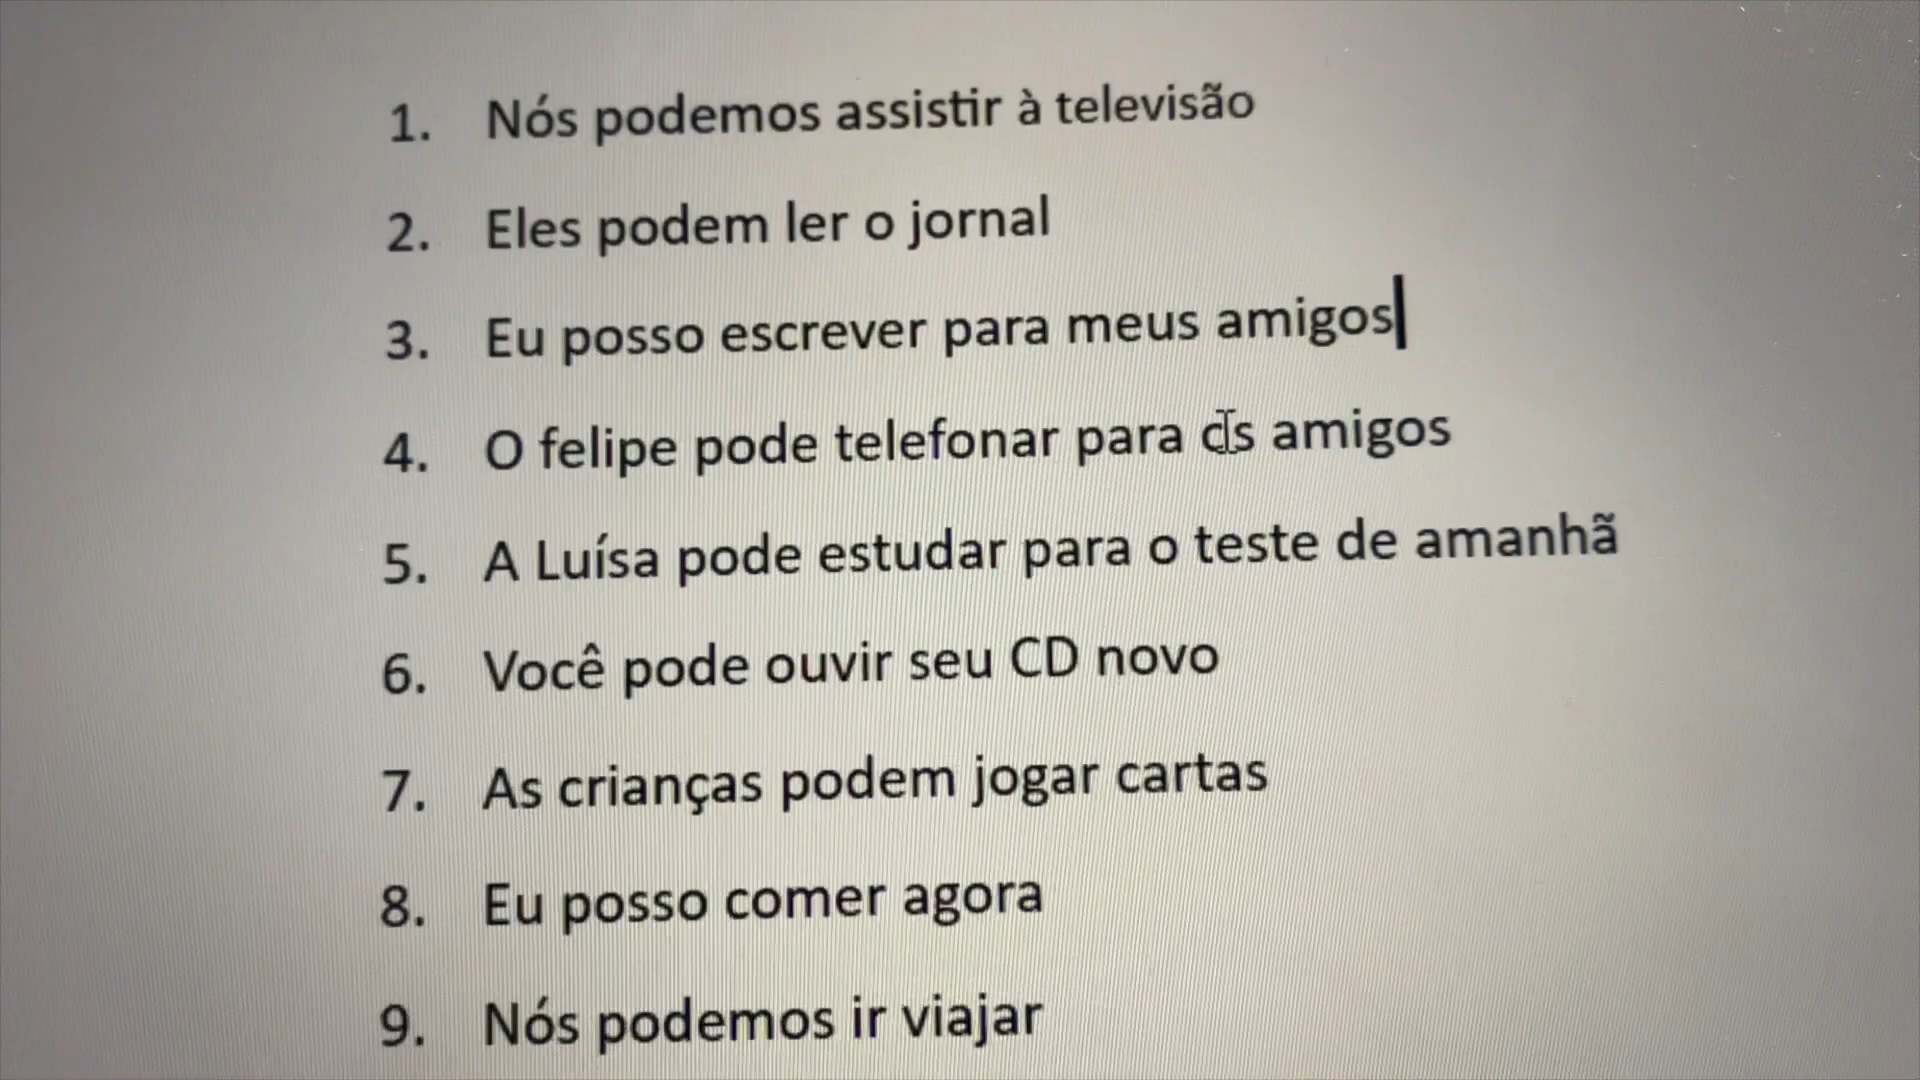 1. Nós podemos assistir à televisão
2. Eles podem ler o jornal
3. Eu posso escrever para meus amigos
4. O felipe pode telefonar para os amigos
5. A Luísa pode estudar para o teste de amanhã
6. Você pode ouvir seu CD novo
7. As crianças podem jogar cartas
8. Eu posso comer agora
9. Nós podemos ir viajar